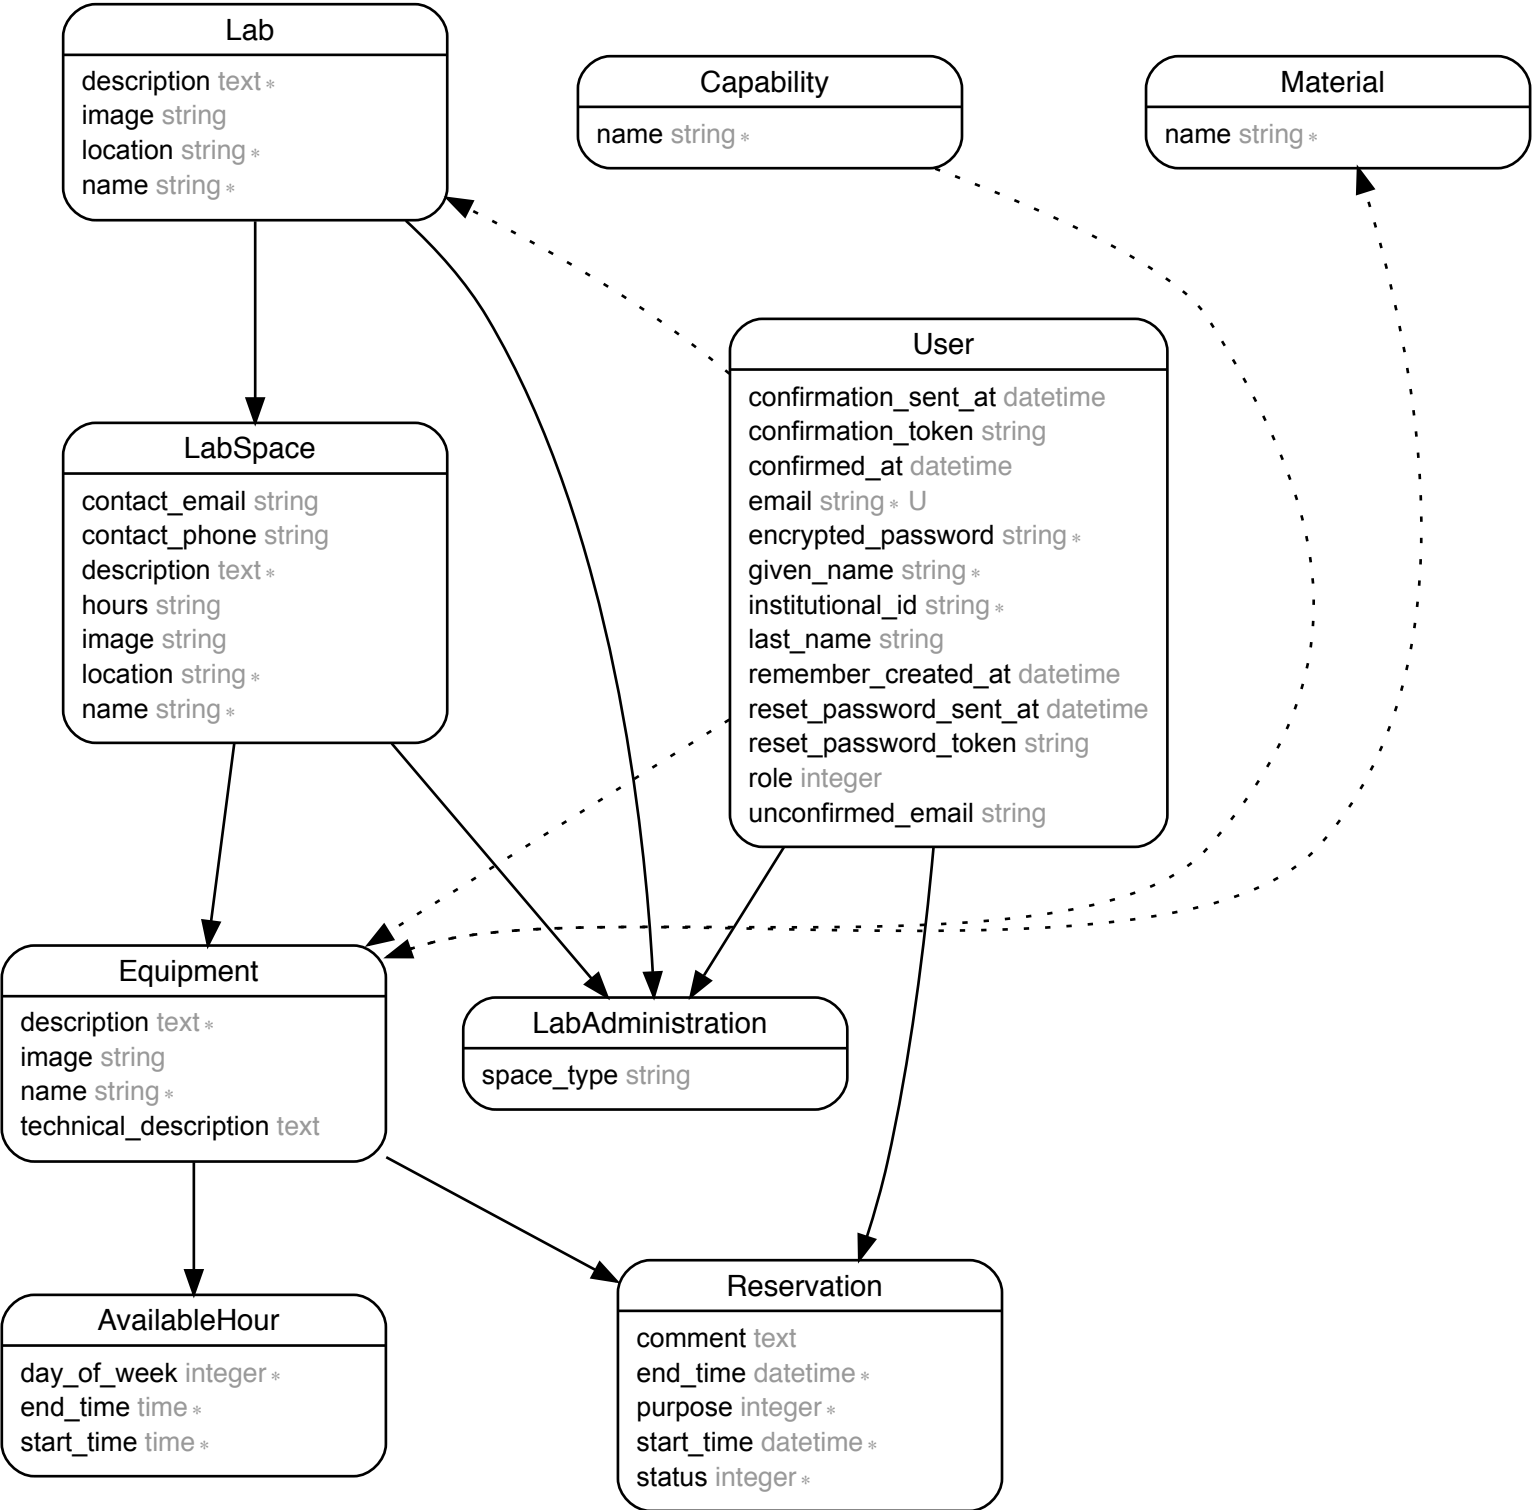 Lab
description text *
image string
location string *
name string *
Capability
name string *
Material
name string *
User
confirmation_sent_at datetime
confirmation_token string
confirmed_at datetime
email string * U
encrypted_password string *
given_name string *
institutional_id string *
last_name string
remember_created_at datetime
reset_password_sent_at datetime
reset_password_token string
role integer
unconfirmed_email string
LabSpace
contact_email string
contact_phone string
description text *
hours string
image string
location string *
name string *
Equipment
description text *
image string
name string *
technical_description text
LabAdministration
space_type string
AvailableHour
day_of_week integer *
end_time time *
start_time time *
Reservation
comment text
end_time datetime *
purpose integer *
start_time datetime *
status integer *